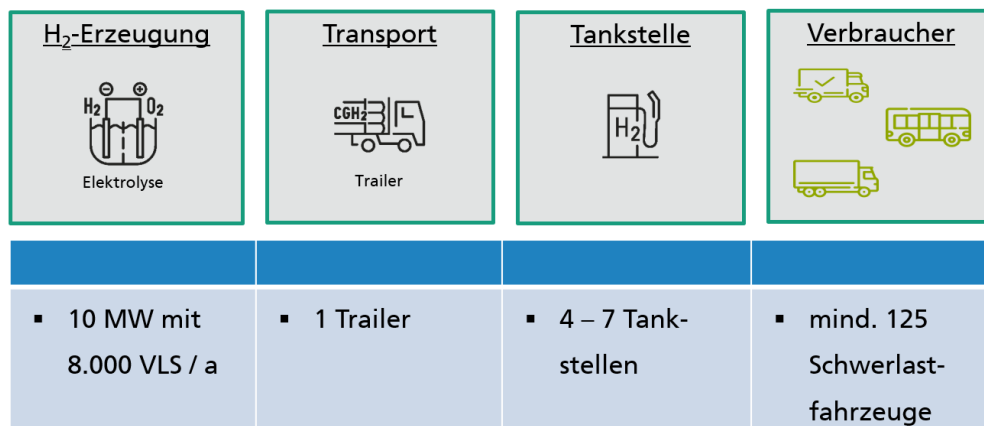 H₂-Erzeugung
H₂ O₂
Elektrolyse
Transport
CGH₂
Trailer
Tankstelle
H₂
Verbraucher
▪ 10 MW mit
8.000 VLS / a
▪ 1 Trailer
▪ 4 – 7 Tank-
stellen
▪ mind. 125
Schwerlast-
fahrzeuge